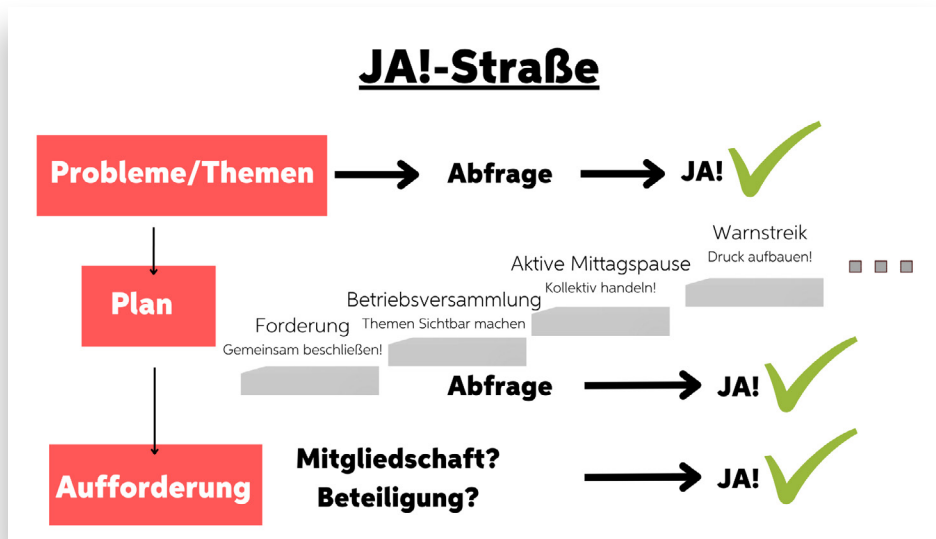 JA!-Straße
Probleme/Themen
Abfrage
JA!
Plan
Forderung
Gemeinsam beschließen!
Betriebsversammlung
Themen Sichtbar machen
Aktive Mittagspause
Kollektiv handeln!
Warnstreik
Druck aufbauen!
Abfrage
JA!
Aufforderung
Mitgliedschaft?
Beteiligung?
JA!